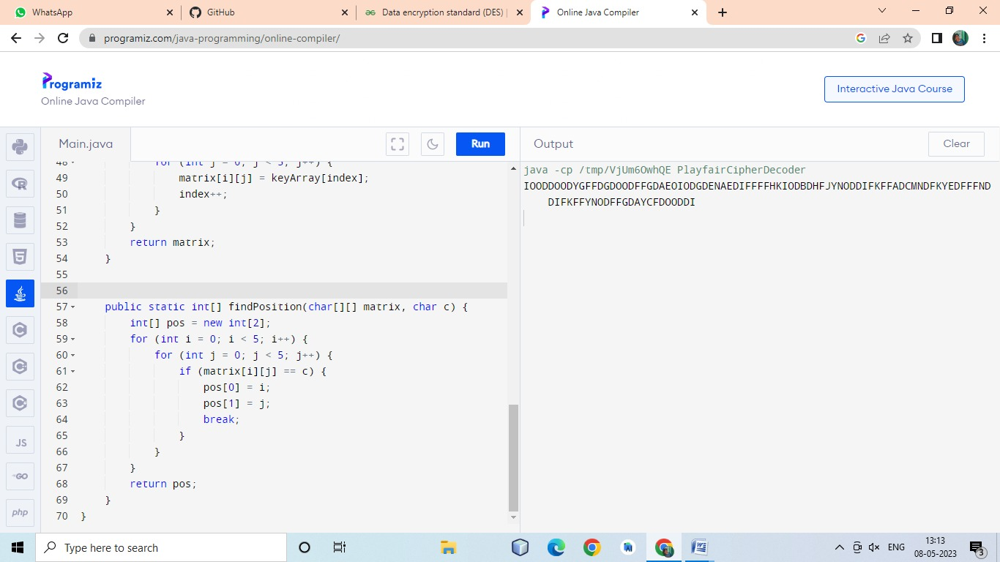 WhatsApp
GitHub
Data encryption standard (DES) |
Online Java Compiler
programiz.com/java-programming/online-compiler/
Programiz
Online Java Compiler
Interactive Java Course
Main.java
Run
Output
Clear
48 for (int j = 0; j < 5; j++) {
49 matrix[i][j] = keyArray[index];
50 index++;
51 }
52 }
53 return matrix;
54 }
55
56
57 public static int[] findPosition(char[][] matrix, char c) {
58 int[] pos = new int[2];
59 for (int i = 0; i < 5; i++) {
60 for (int j = 0; j < 5; j++) {
61 if (matrix[i][j] == c) {
62 pos[0] = i;
63 pos[1] = j;
64 break;
65 }
66 }
67 }
68 return pos;
69 }
70 }
java -cp /tmp/VjUm6OwhQE PlayfairCipherDecoder
IOODDOODYGFFDGDOODFFGDAEOIODGDENAEDIFFFFHKIODBDHFJYNODDIFKFFADCMNDFKYEDFFFND
DIFKFFYNODFFGDAYCFDOODDI
JS
GO
php
Type here to search
ENG
13:13
08-05-2023
3